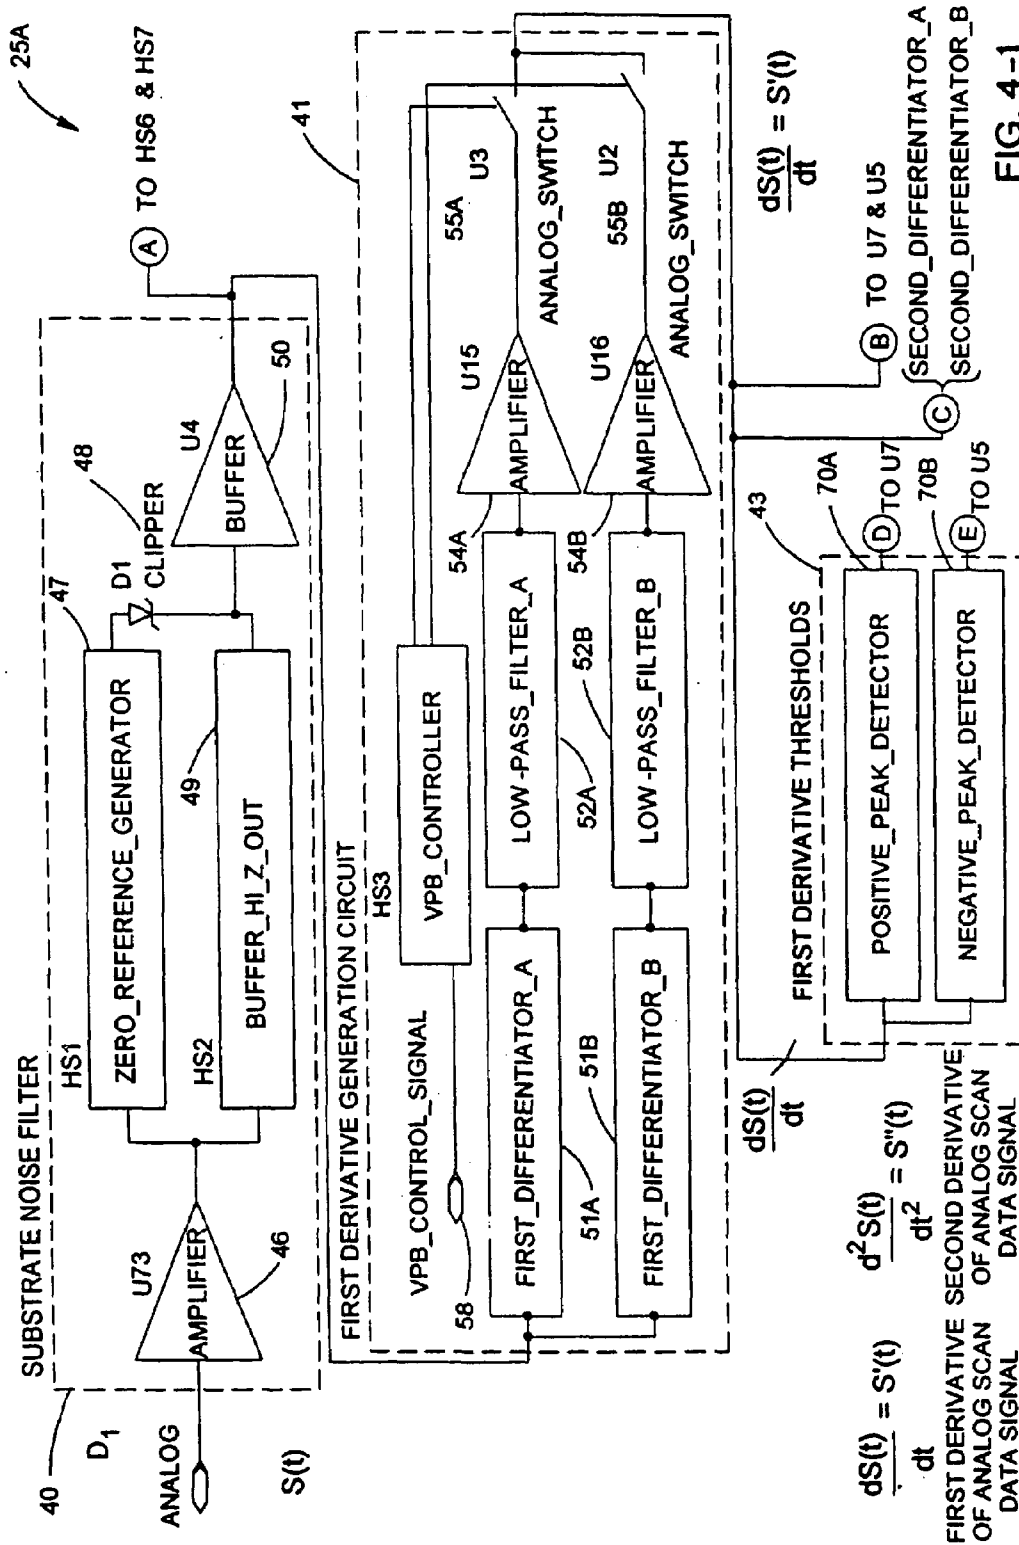 25A
SUBSTRATE NOISE FILTER
40
D1
ANALOG
S(t)
U73
AMPLIFIER
46
HS1
ZERO_REFERENCE_GENERATOR
47
HS2
BUFFER_HI_Z_OUT
49
D1
CLIPPER
48
U4
BUFFER
50
A TO HS6 & HS7
FIRST DERIVATIVE GENERATION CIRCUIT
41
HS3
VPB_CONTROLLER
VPB_CONTROL_SIGNAL
58
FIRST_DIFFERENTIATOR_A
51A
LOW-PASS_FILTER_A
52A
U15
AMPLIFIER
54A
55A
U3
ANALOG_SWITCH
FIRST_DIFFERENTIATOR_B
51B
LOW-PASS_FILTER_B
52B
U16
AMPLIFIER
54B
55B
U2
ANALOG_SWITCH
dS(t)
dt
= S'(t)
B TO U7 & U5
C
SECOND_DIFFERENTIATOR_A
SECOND_DIFFERENTIATOR_B
dS(t)
dt
FIRST DERIVATIVE THRESHOLDS
43
POSITIVE_PEAK_DETECTOR
70A
D TO U7
NEGATIVE_PEAK_DETECTOR
70B
E TO U5
dS(t)
dt
= S'(t)
FIRST DERIVATIVE
OF ANALOG SCAN
DATA SIGNAL
d2S(t)
dt2
= S"(t)
SECOND DERIVATIVE
OF ANALOG SCAN
DATA SIGNAL
FIG. 4-1